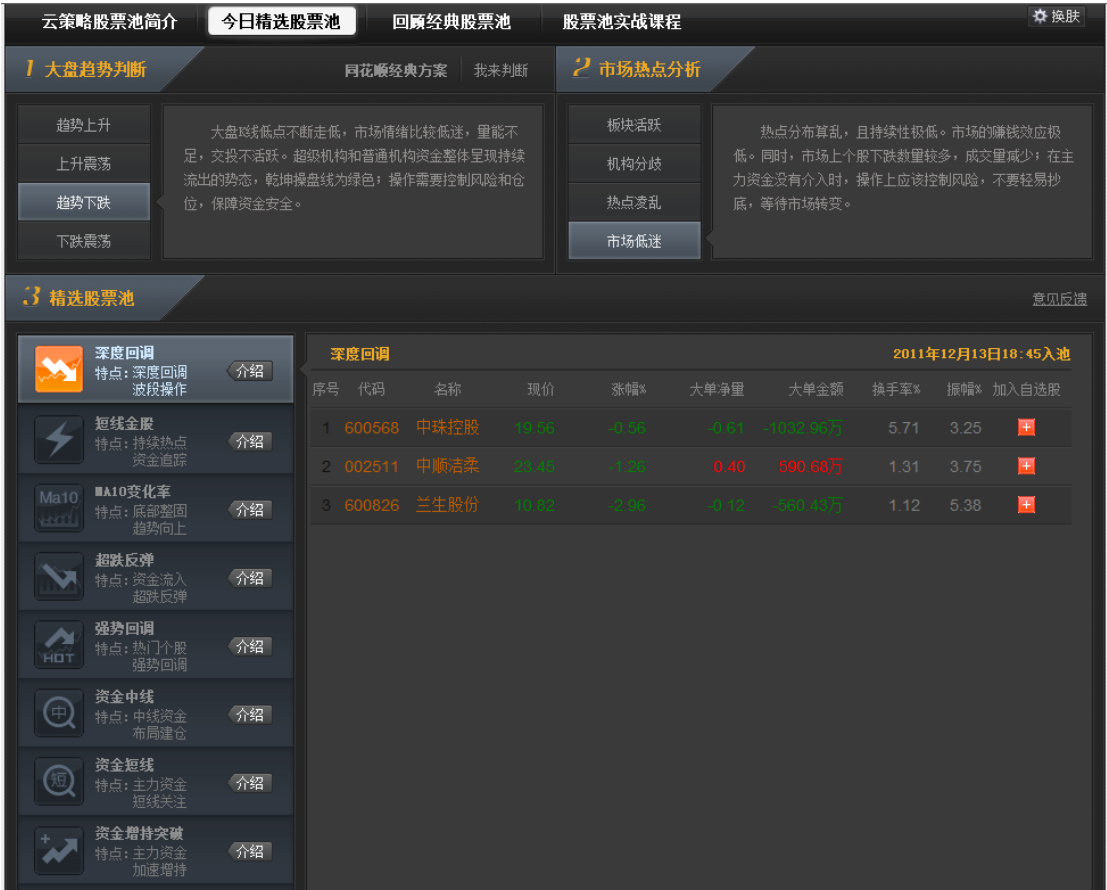 云策略股票池简介 今日精选股票池 回顾经典股票池 股票池实战课程 换肤
1 大盘趋势判断 同花顺经典方案 我来判断
2 市场热点分析
趋势上升
上升震荡
趋势下跌
下跌震荡
大盘K线低点不断走低，市场情绪比较低迷，量能不
足，交投不活跃。超级机构和普通机构资金整体呈现持续
流出的势态，乾坤操盘线为绿色；操作需要控制风险和仓
位，保障资金安全。
板块活跃
机构分歧
热点凌乱
市场低迷
热点分布算乱，且持续性极低。市场的赚钱效应极
低。同时，市场上个股下跌数量较多，成交量减少；在主
力资金没有介入时，操作上应该控制风险，不要轻易抄
底，等待市场转变。
3 精选股票池 意见反馈
深度回调
特点：深度回调
波段操作
介绍
短线金股
特点：持续热点
资金追踪
介绍
Ma10
MA10变化率
特点：底部整固
趋势向上
介绍
超跌反弹
特点：资金流入
超跌反弹
介绍
HOT
强势回调
特点：热门个股
强势回调
介绍
中
资金中线
特点：中线资金
布局建仓
介绍
短
资金短线
特点：主力资金
短线关注
介绍
资金增持突破
特点：主力资金
加速增持
介绍
深度回调 2011年12月13日18:45入池
序号 代码 名称 现价 涨幅% 大单净量 大单金额 换手率% 振幅% 加入自选股
1 600568 中珠控股 19.56 -0.56 -0.61 -1032.96万 5.71 3.25
2 002511 中顺洁柔 23.45 -1.26 0.40 590.68万 1.31 3.75
3 600826 兰生股份 10.82 -2.96 -0.12 -560.43万 1.12 5.38